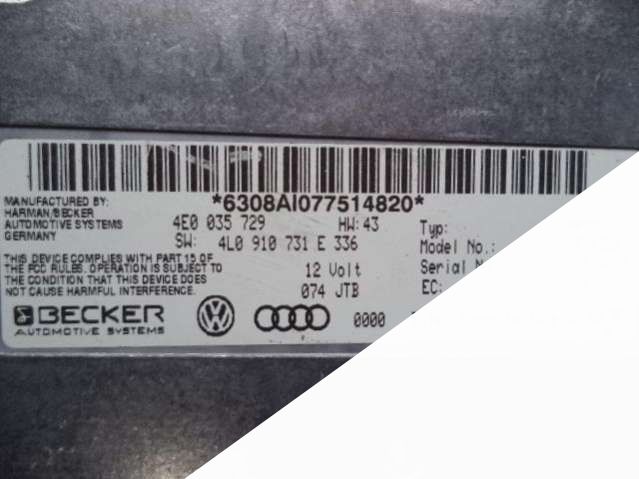 *6308AI077514820*
MANUFACTURED BY:
HARMAN/BECKER
AUTOMOTIVE SYSTEMS
GERMANY
4E0 035 729 HW:43
SW: 4L0 910 731 E 336
Typ:
Model No.:
Serial N
EC:
THIS DEVICE COMPLIES WITH PART 15 OF
THE FCC RULES. OPERATION IS SUBJECT TO
THE CONDITION THAT THIS DEVICE DOES
NOT CAUSE HARMFUL INTERFERENCE.
12 Volt
074 JTB
BECKER
AUTOMOTIVE SYSTEMS
0000